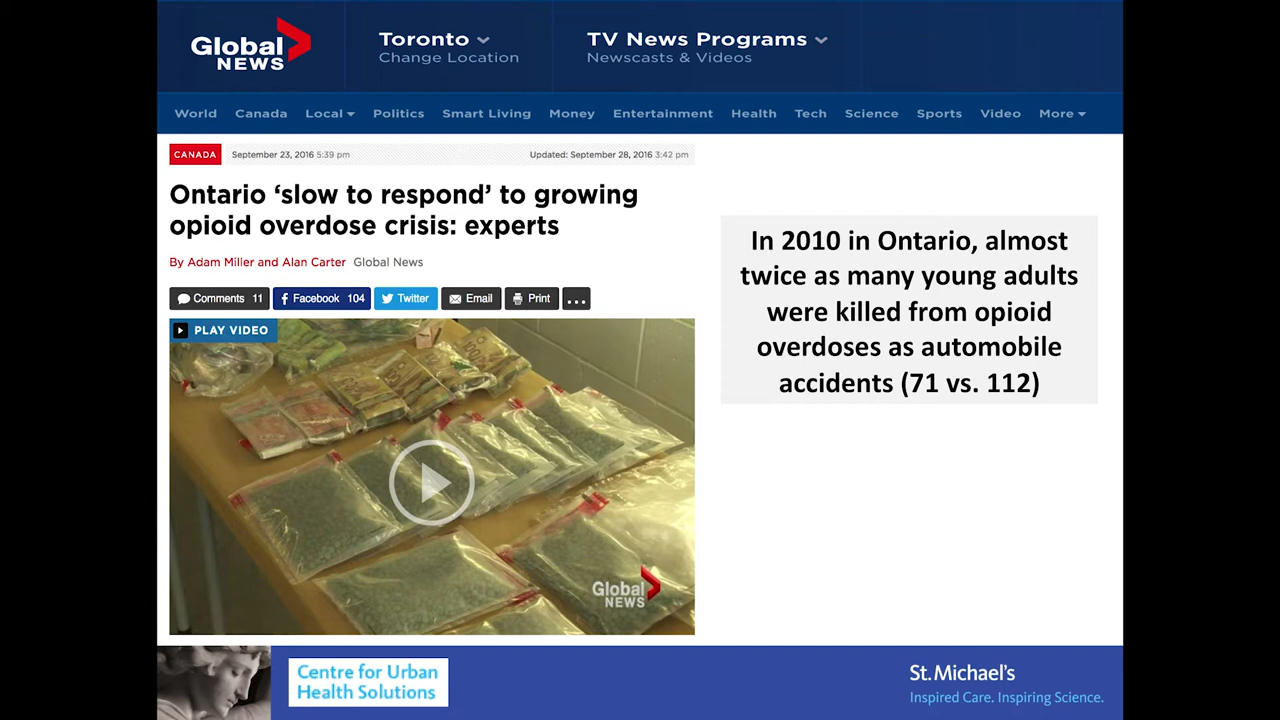 Global
NEWS
Toronto
Change Location
TV News Programs
Newscasts & Videos
World Canada Local Politics Smart Living Money Entertainment Health Tech Science Sports Video More
CANADA September 23, 2016 5:39 pm Updated: September 28, 2016 3:42 pm
Ontario ‘slow to respond’ to growing
opioid overdose crisis: experts
By Adam Miller and Alan Carter Global News
Comments 11 Facebook 104 Twitter Email Print ...
PLAY VIDEO
100
Global
NEWS
In 2010 in Ontario, almost
twice as many young adults
were killed from opioid
overdoses as automobile
accidents (71 vs. 112)
Centre for Urban
Health Solutions
St. Michael's
Inspired Care. Inspiring Science.